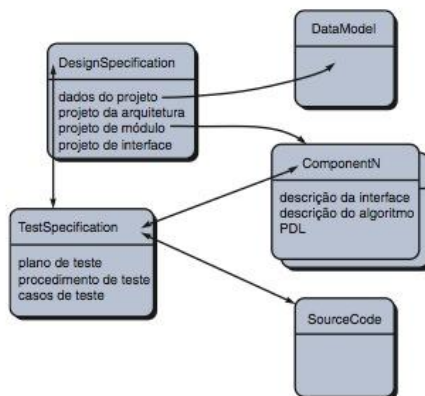 DataModel
DesignSpecification
dados do projeto
projeto da arquitetura
projeto de módulo
projeto de interface
ComponentN
descrição da interface
descrição do algoritmo
PDL
TestSpecification
plano de teste
procedimento de teste
casos de teste
SourceCode